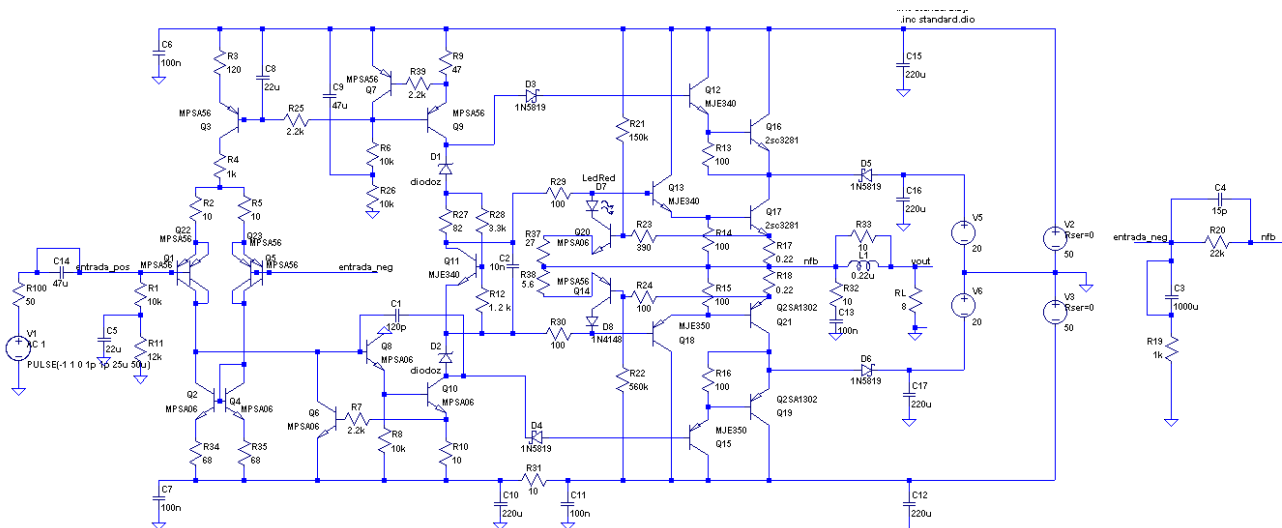 .inc standard.dio
C6
100n
R3
120
C8
22u
C9
47u
MPSA56
Q7
R39
2.2k
R9
47
D3
1N5819
Q12
MJE340
C15
220u
MPSA56
Q3
R25
2.2k
MPSA56
Q9
R21
150k
R13
100
Q16
2sc3281
R6
10k
D1
diodoz
R4
1k
R26
10k
LedRed
D7
Q13
MJE340
D5
1N5819
C16
220u
R2
10
R5
10
R27
82
R28
3.3k
R29
100
Q17
2sc3281
V5
20
V2
Rser=0
50
C4
15p
Q22
MPSA56
Q23
MPSA56
Q20
MPSA06
R23
390
R14
100
R33
10
entrada_neg
R20
22k
nfb
C14
47u
entrada_pos
Q1
MPSA56
Q5
MPSA56
entrada_neg
Q11
MJE340
C2
10n
R37
27
R17
0.22
nfb
L1
0.22u
vout
R100
50
R1
10k
R12
1.2 k
R38
5.6
MPSA56
Q14
R24
100
R15
100
R18
0.22
R32
10
C13
100n
RL
8
V6
20
V3
Rser=0
50
C3
1000u
V1
AC 1
PULSE(-1 1 0 1p 1p 25u 50u)
C5
22u
R11
12k
C1
120p
Q8
MPSA06
D2
diodoz
R30
100
D8
1N4148
MJE350
Q18
Q2SA1302
Q21
R19
1k
Q2
MPSA06
Q4
MPSA06
Q6
MPSA06
R7
2.2k
Q10
MPSA06
R22
560k
R16
100
D6
1N5819
Q2SA1302
Q19
C17
220u
R34
68
R35
68
R8
10k
R10
10
D4
1N5819
MJE350
Q15
C7
100n
R31
10
C10
220u
C11
100n
C12
220u